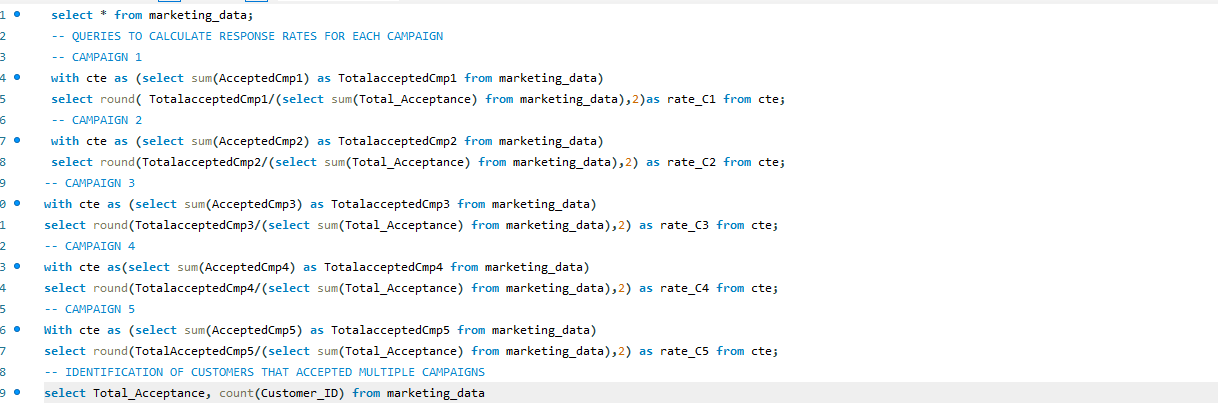 1 select * from marketing_data;
2 -- QUERIES TO CALCULATE RESPONSE RATES FOR EACH CAMPAIGN
3 -- CAMPAIGN 1
4 with cte as (select sum(AcceptedCmp1) as TotalacceptedCmp1 from marketing_data)
5 select round( TotalacceptedCmp1/(select sum(Total_Acceptance) from marketing_data),2)as rate_C1 from cte;
6 -- CAMPAIGN 2
7 with cte as (select sum(AcceptedCmp2) as TotalacceptedCmp2 from marketing_data)
8 select round(TotalacceptedCmp2/(select sum(Total_Acceptance) from marketing_data),2) as rate_C2 from cte;
9 -- CAMPAIGN 3
0 with cte as (select sum(AcceptedCmp3) as TotalacceptedCmp3 from marketing_data)
1 select round(TotalacceptedCmp3/(select sum(Total_Acceptance) from marketing_data),2) as rate_C3 from cte;
2 -- CAMPAIGN 4
3 with cte as(select sum(AcceptedCmp4) as TotalacceptedCmp4 from marketing_data)
4 select round(TotalacceptedCmp4/(select sum(Total_Acceptance) from marketing_data),2) as rate_C4 from cte;
5 -- CAMPAIGN 5
6 With cte as (select sum(AcceptedCmp5) as TotalacceptedCmp5 from marketing_data)
7 select round(TotalAcceptedCmp5/(select sum(Total_Acceptance) from marketing_data),2) as rate_C5 from cte;
8 -- IDENTIFICATION OF CUSTOMERS THAT ACCEPTED MULTIPLE CAMPAIGNS
9 select Total_Acceptance, count(Customer_ID) from marketing_data